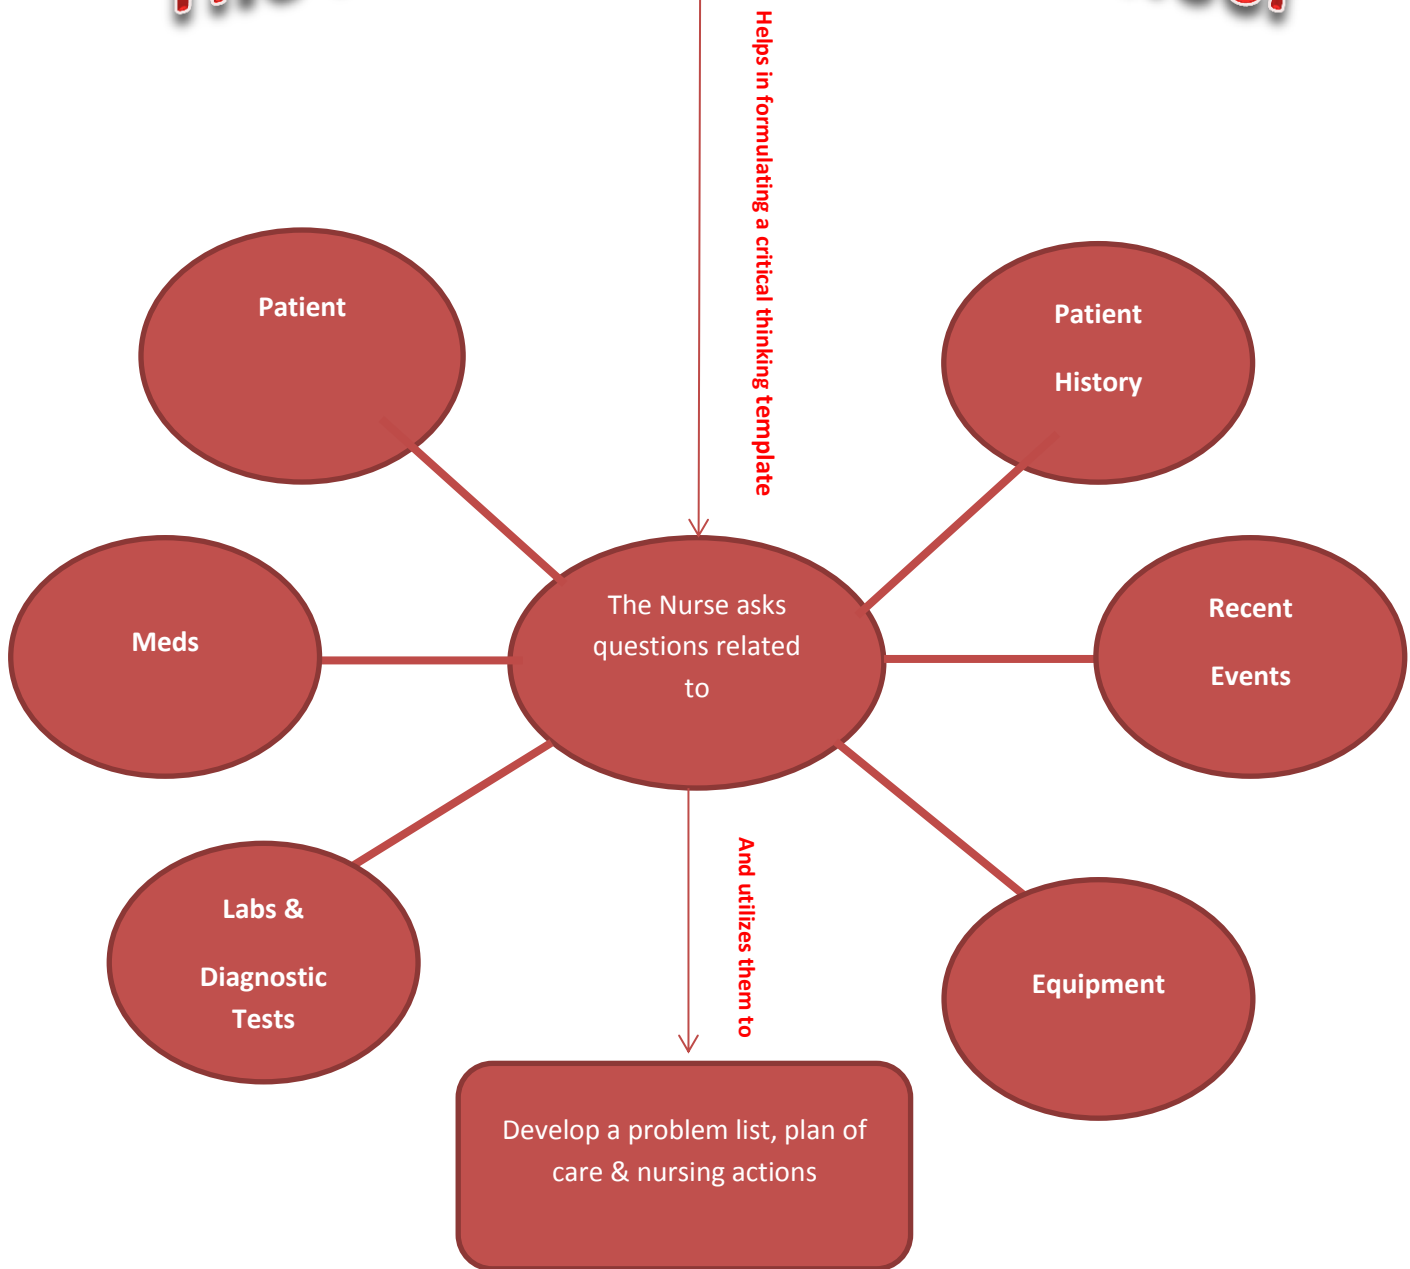 Helps in formulating a critical thinking template
Patient
Patient
History
Meds
The Nurse asks
questions related
to
Recent
Events
Labs &
Diagnostic
Tests
And utilizes them to
Equipment
Develop a problem list, plan of
care & nursing actions